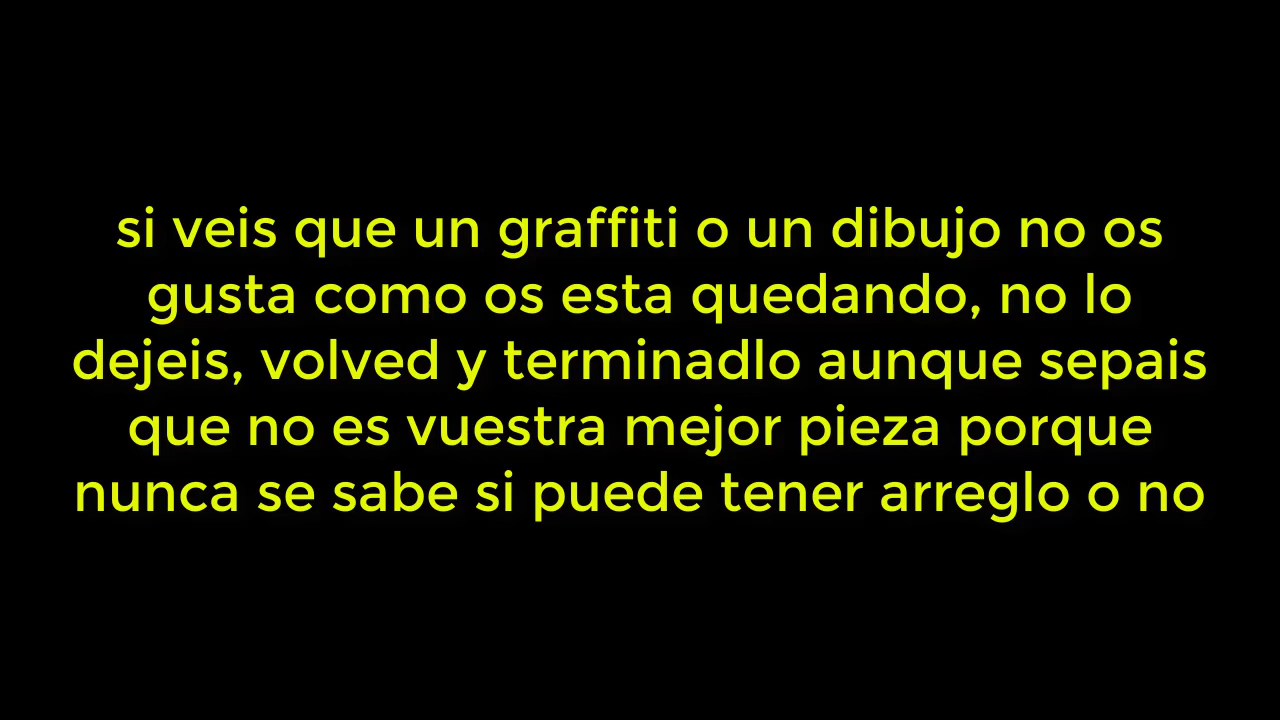 si veis que un graffiti o un dibujo no os
gusta como os esta quedando, no lo
dejeis, volved y terminadlo aunque sepais
que no es vuestra mejor pieza porque
nunca se sabe si puede tener arreglo o no